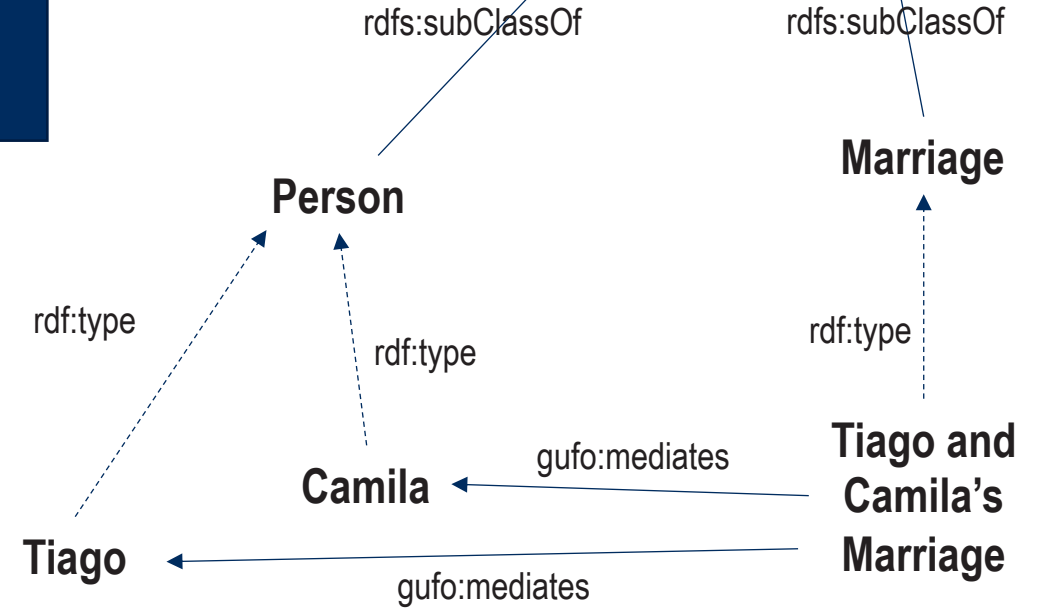 rdfs:subClassOf
rdfs:subClassOf
Marriage
Person
rdf:type
rdf:type
rdf:type
Tiago and
Camila's
Marriage
gufo:mediates
Camila
Tiago
gufo:mediates